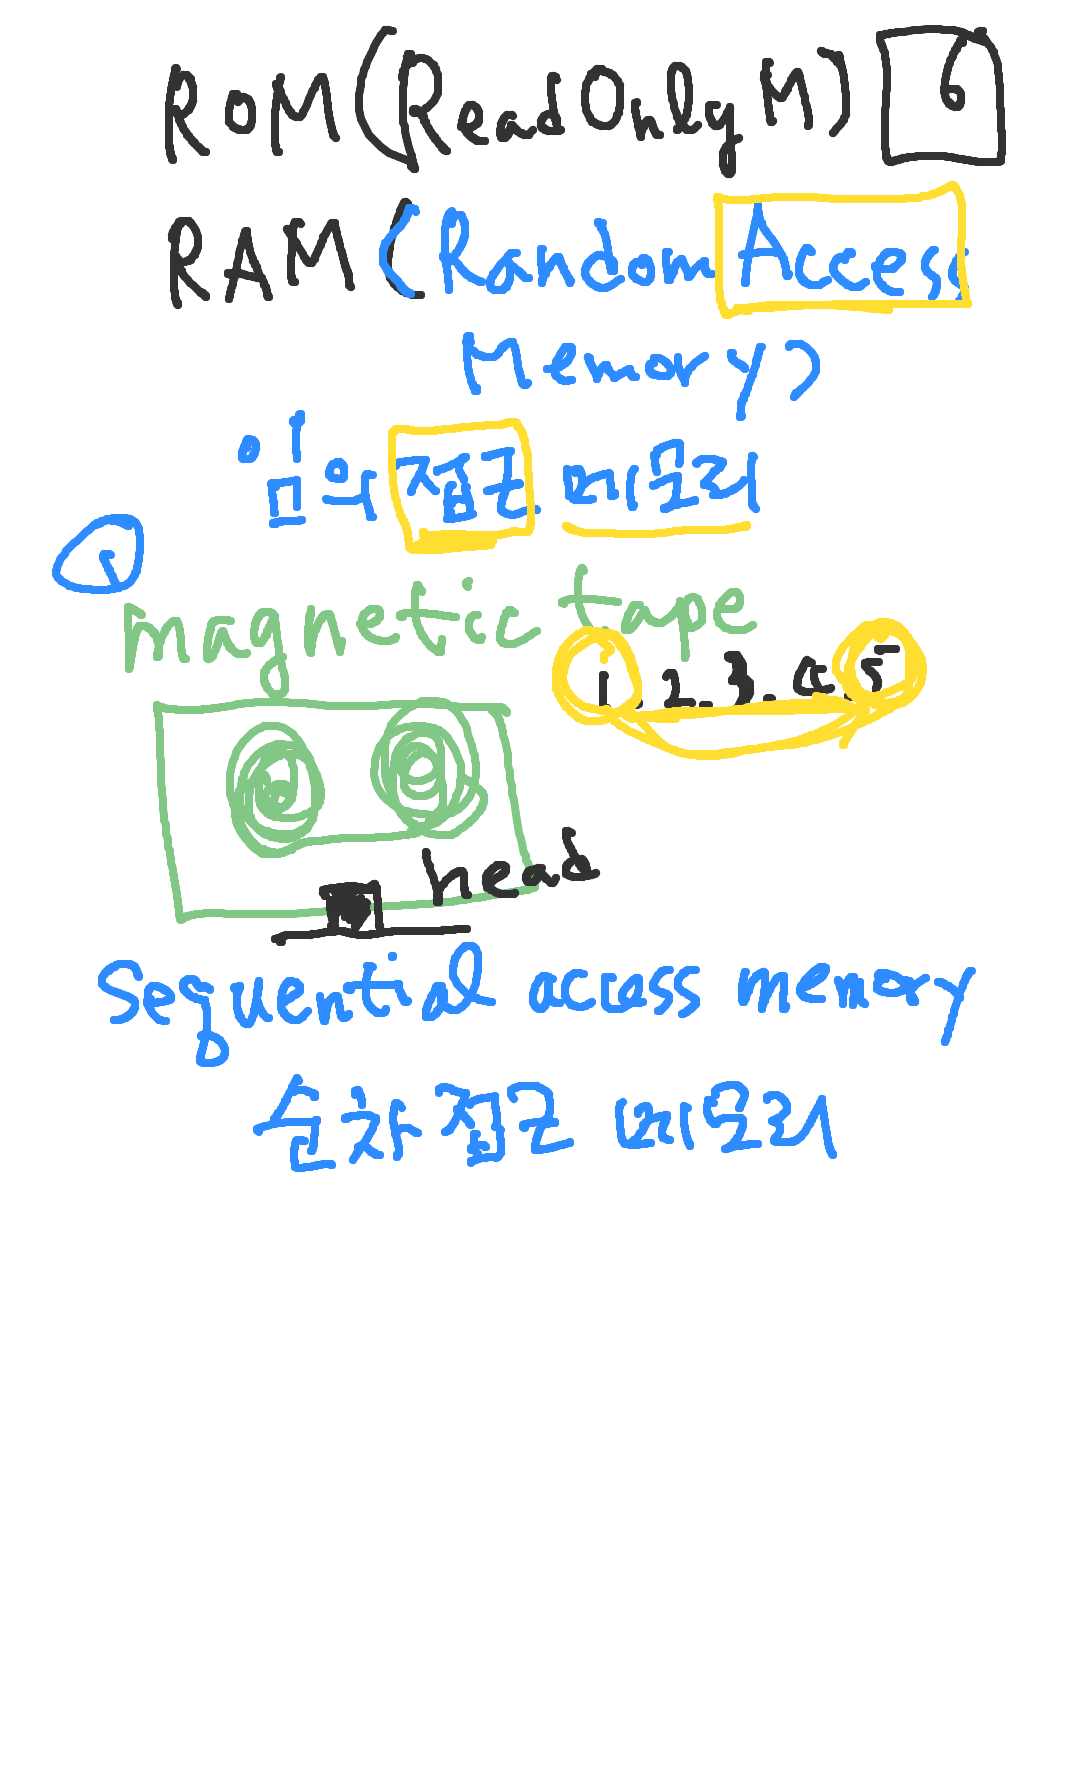 ROM(ReadOnly M) 6
RAM(Random Access
Memory)
임의 접근 메모리
1
magnetic tape
1. 2. 3. 4. 5
head
Sequential access memory
순차 접근 메모리